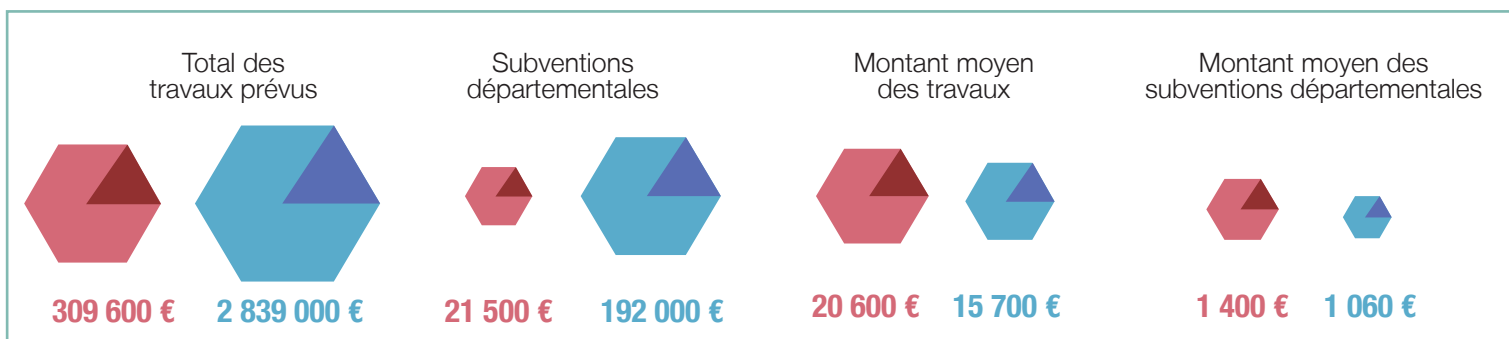 Total des
travaux prévus
Subventions
départementales
Montant moyen
des travaux
Montant moyen des
subventions départementales
309 600 €
2 839 000 €
21 500 €
192 000 €
20 600 €
15 700 €
1 400 €
1 060 €